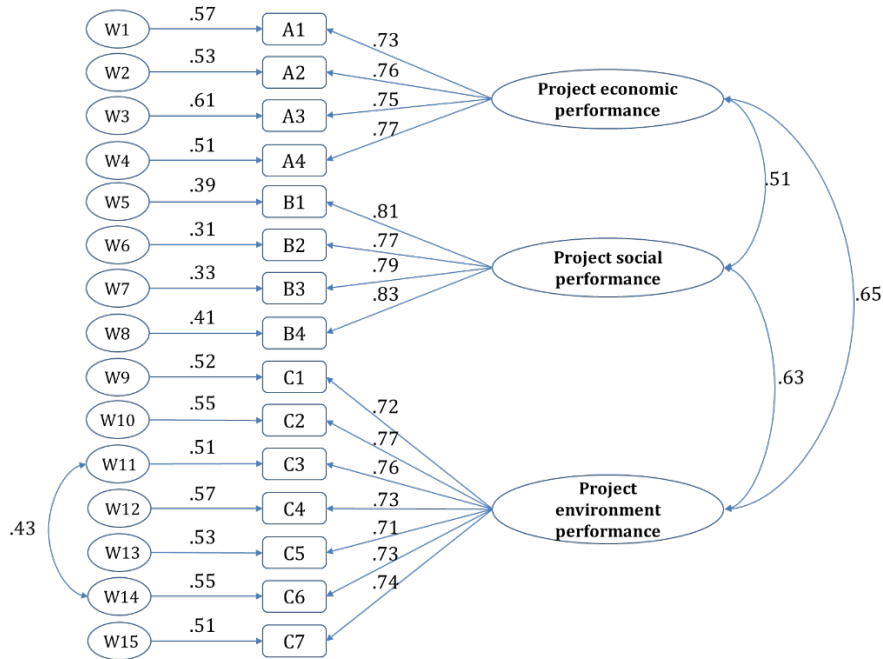 W1 .57 A1
.73
W2 .53 A2
.76
W3 .61 A3
.75
W4 .51 A4
.77
Project economic
performance
W5 .39 B1
.81
W6 .31 B2
.77
W7 .33 B3
.79
W8 .41 B4
.83
Project social
performance
.51
.65
.63
W9 .52 C1
.72
W10 .55 C2
.77
W11 .51 C3
.76
W12 .57 C4
.73
W13 .53 C5
.71
W14 .55 C6
.73
W15 .51 C7
.74
Project
environment
performance
.43